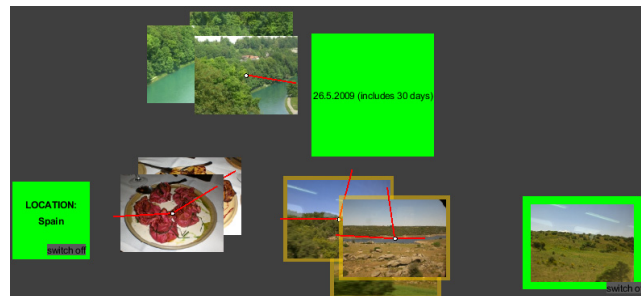 26.5.2009 (includes 30 days)
LOCATION:
Spain
switch off
switch o